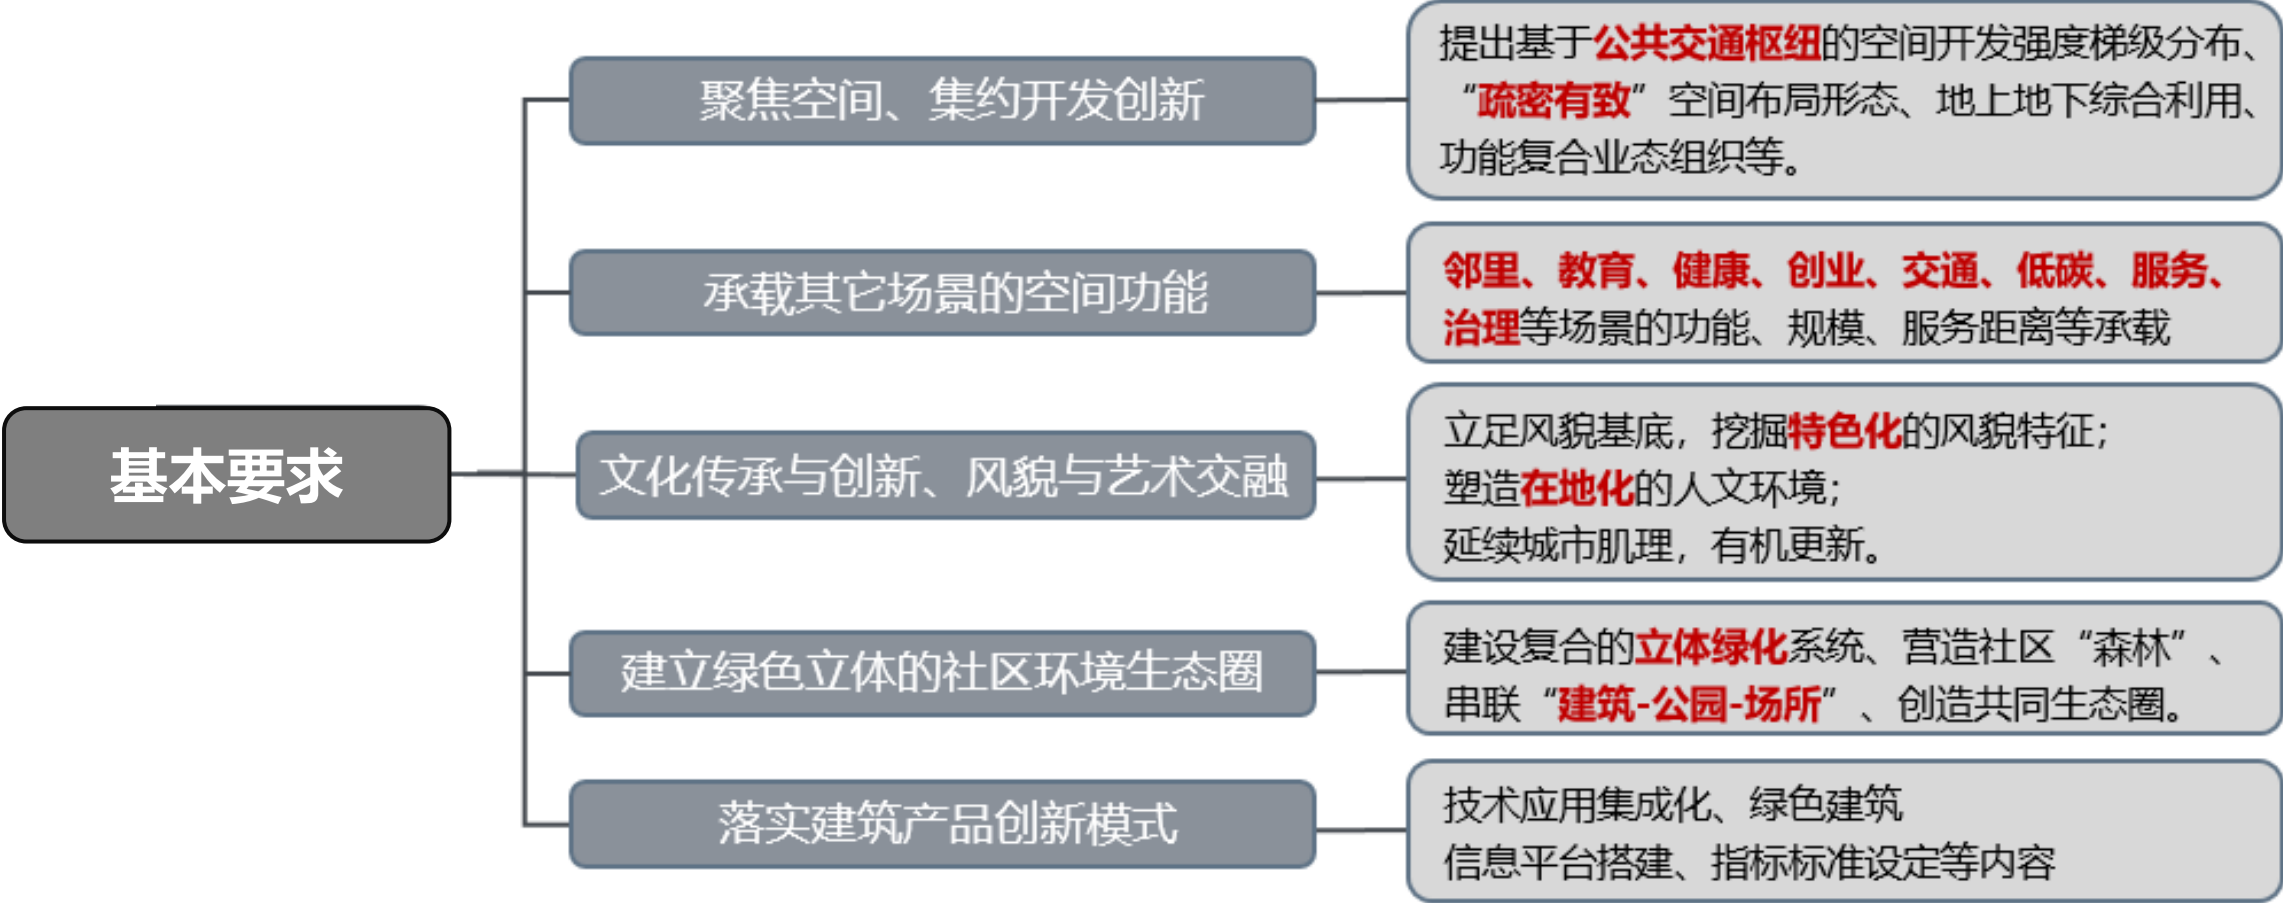 基本要求
聚焦空间、集约开发创新
提出基于公共交通枢纽的空间开发强度梯级分布、
“疏密有致”空间布局形态、地上地下综合利用、
功能复合业态组织等。
承载其它场景的空间功能
邻里、教育、健康、创业、交通、低碳、服务、
治理等场景的功能、规模、服务距离等承载
文化传承与创新、风貌与艺术交融
立足风貌基底，挖掘特色化的风貌特征；
塑造在地化的人文环境；
延续城市肌理，有机更新。
建立绿色立体的社区环境生态圈
建设复合的立体绿化系统、营造社区“森林”、
串联“建筑-公园-场所”、创造共同生态圈。
落实建筑产品创新模式
技术应用集成化、绿色建筑
信息平台搭建、指标标准设定等内容